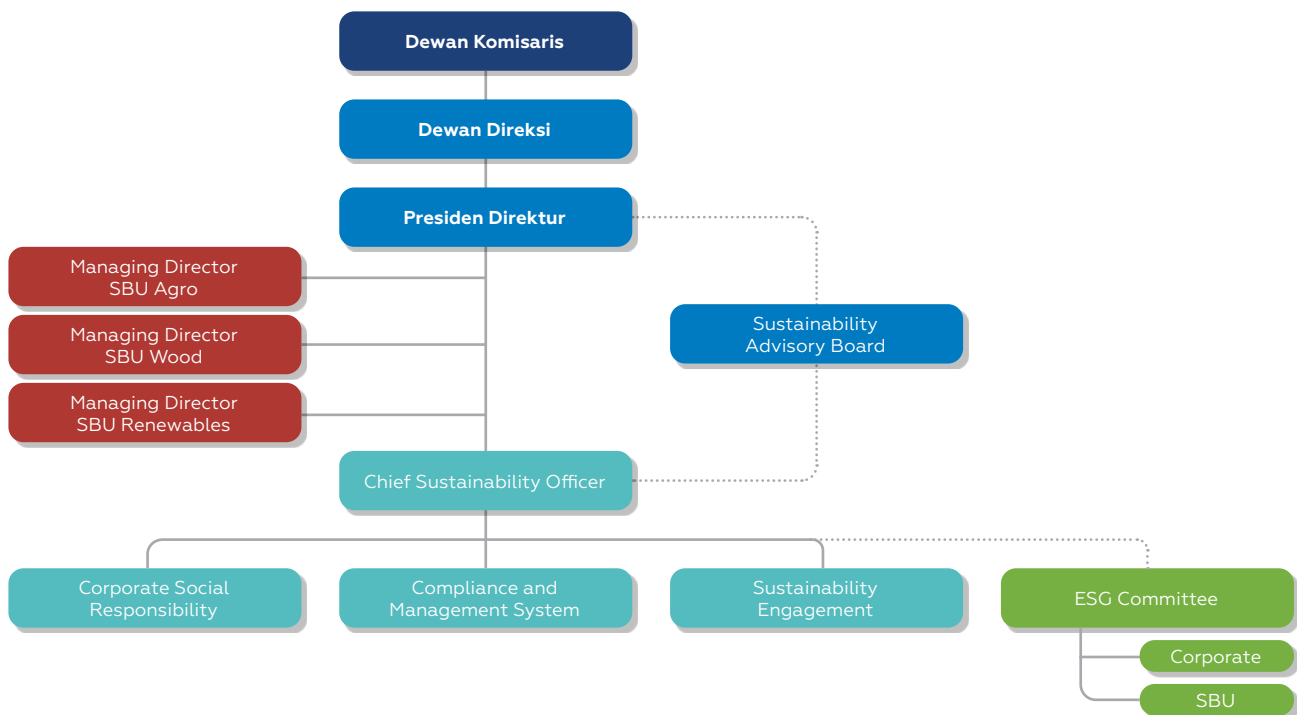 Dewan Komisaris
Dewan Direksi
Presiden Direktur
Managing Director
SBU Agro
Managing Director
SBU Wood
Managing Director
SBU Renewables
Sustainability
Advisory Board
Chief Sustainability Officer
Corporate Social
Responsibility
Compliance and
Management System
Sustainability
Engagement
ESG Committee
Corporate
SBU